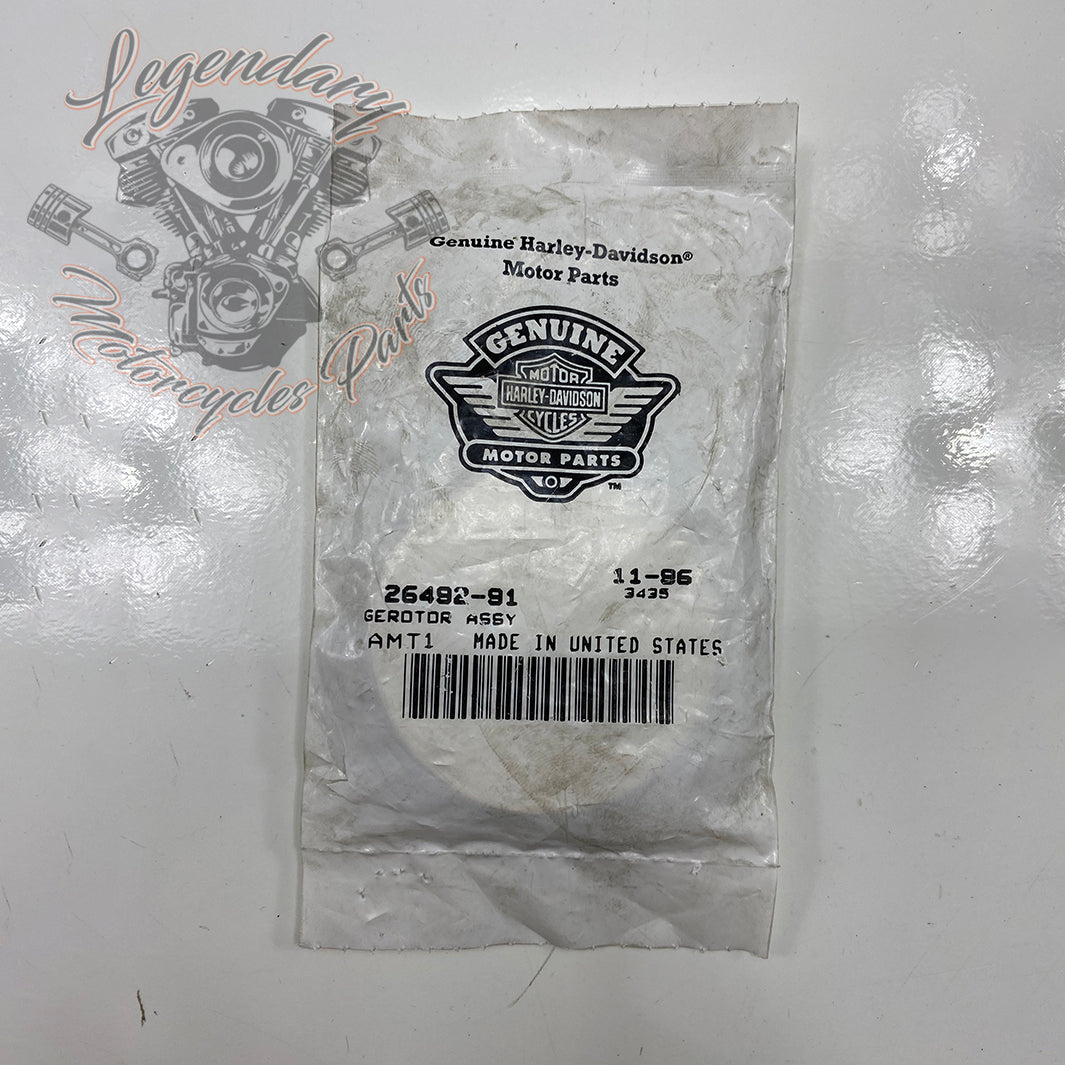 Legendary
Motorcycles Parts
Genuine Harley-Davidson®
Motor Parts
GENUINE
MOTOR
HARLEY-DAVIDSON
CYCLES
MOTOR PARTS
TM
11-96
26492-91
3435
GEROTOR ASSY
AMT1 MADE IN UNITED STATES